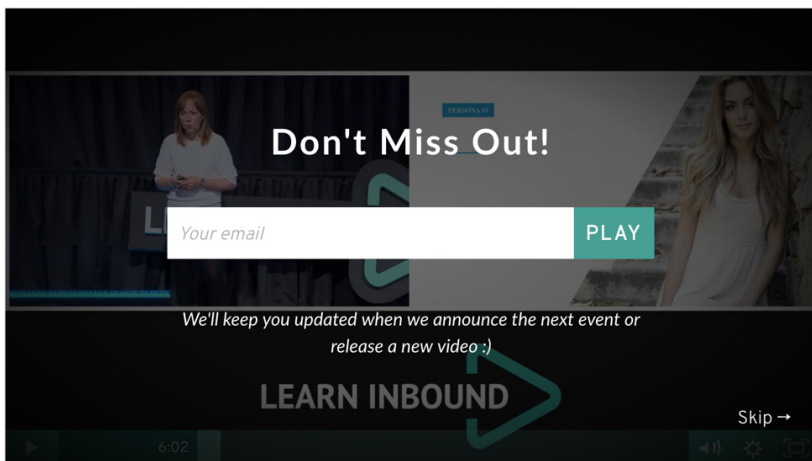 PERSONA #1
Don't Miss Out!
Your email
PLAY
We'll keep you updated when we announce the next event or
release a new video :)
LEARN INBOUND
Skip →
6:02